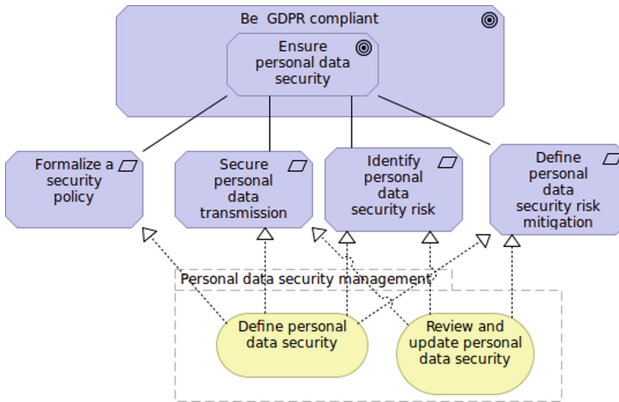 Be  GDPR compliant
Ensure
personal data
security
Formalize a
security
policy
Secure
personal
data
transmission
Identify
personal
data
security risk
Define
personal
data
security risk
mitigation
Personal data security management
Define personal
data security
Review and
update personal
data security